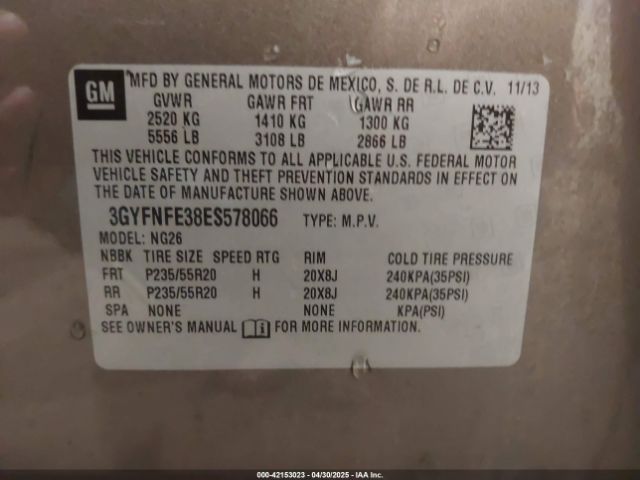 GM
MFD BY GENERAL MOTORS DE MEXICO, S. DE R.L. DE C.V. 11/13
GVWR GAWR FRT GAWR RR
2520 KG 1410 KG 1300 KG
5556 LB 3108 LB 2866 LB
THIS VEHICLE CONFORMS TO ALL APPLICABLE U.S. FEDERAL MOTOR
VEHICLE SAFETY AND THEFT PREVENTION STANDARDS IN EFFECT ON
THE DATE OF MANUFACTURE SHOWN ABOVE.
3GYFNFE38ES578066 TYPE: M.P.V.
MODEL: NG26
NBBK TIRE SIZE SPEED RTG RIM COLD TIRE PRESSURE
FRT P235/55R20 H 20X8J 240KPA(35PSI)
RR P235/55R20 H 20X8J 240KPA(35PSI)
SPA NONE NONE KPA(PSI)
SEE OWNER'S MANUAL FOR MORE INFORMATION.
000-42153023 - 04/30/2025 - IAA Inc.